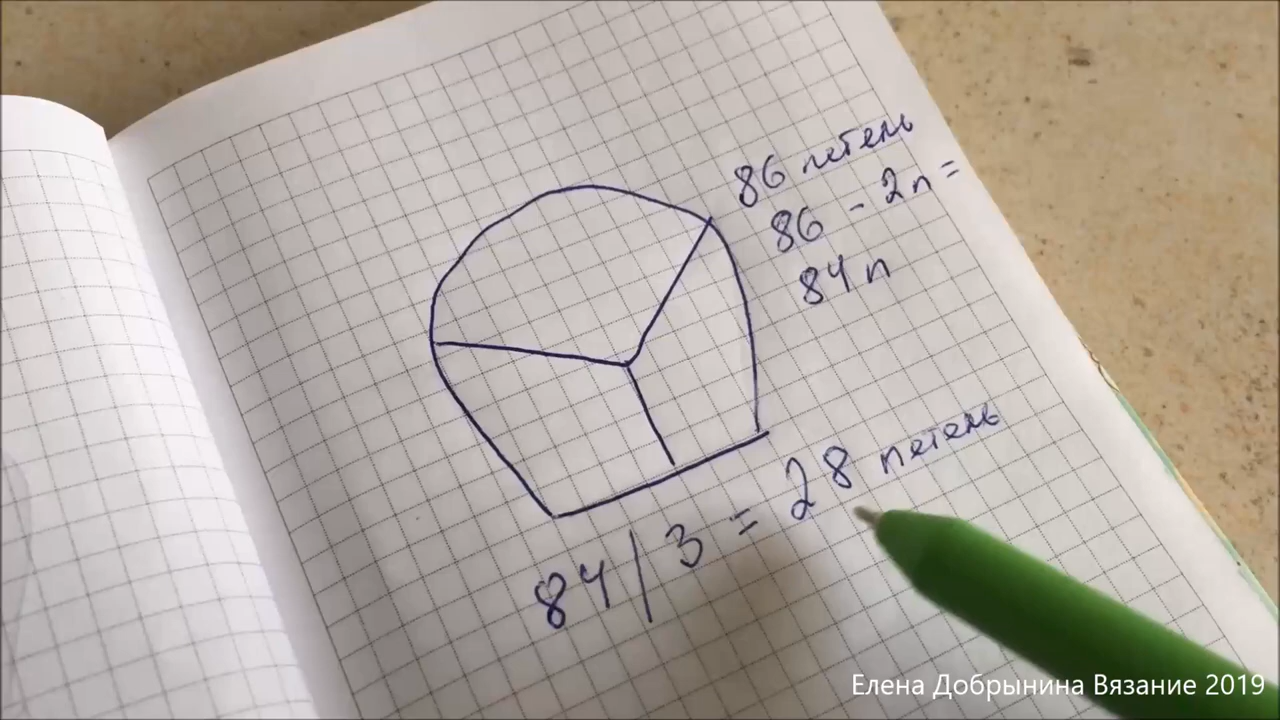 86 петель
86 - 2п =
84 п
84/3 = 28 петель
Елена Добрынина Вязание 2019